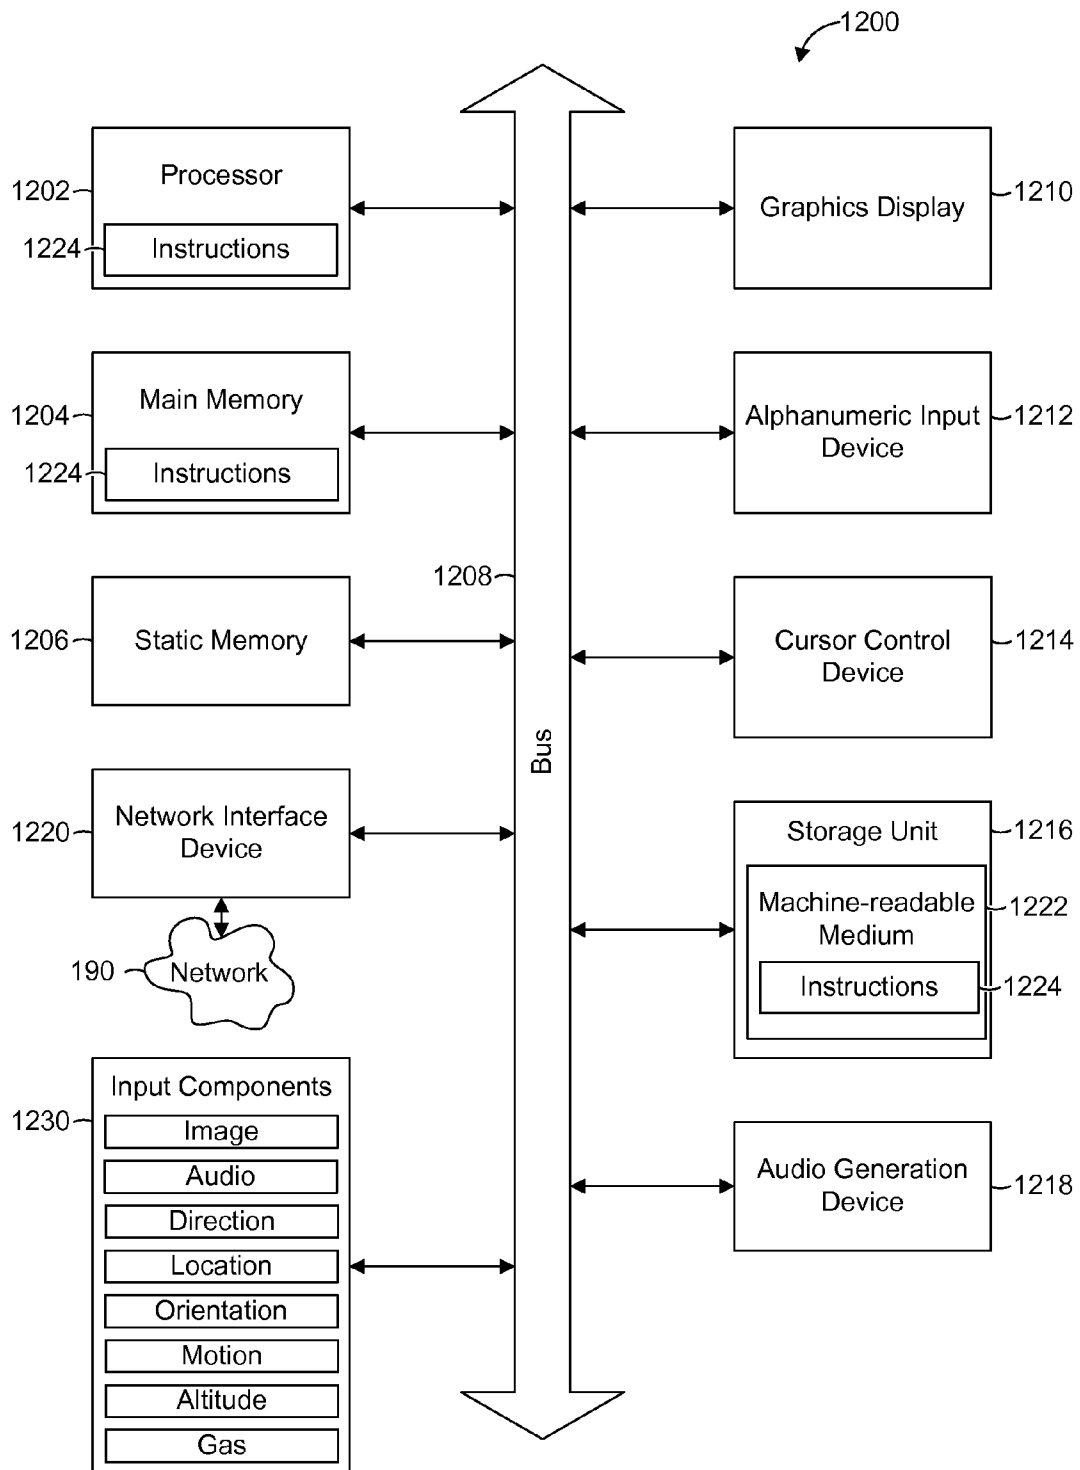 1200
Processor
1202
1224
Instructions
Main Memory
1204
1224
Instructions
Static Memory
1206
1208
Bus
Network Interface
Device
1220
Network
190
Input Components
1230
Image
Audio
Direction
Location
Orientation
Motion
Altitude
Gas
Graphics Display
1210
Alphanumeric Input
Device
1212
Cursor Control
Device
1214
Storage Unit
1216
Machine-readable
Medium
1222
Instructions
1224
Audio Generation
Device
1218